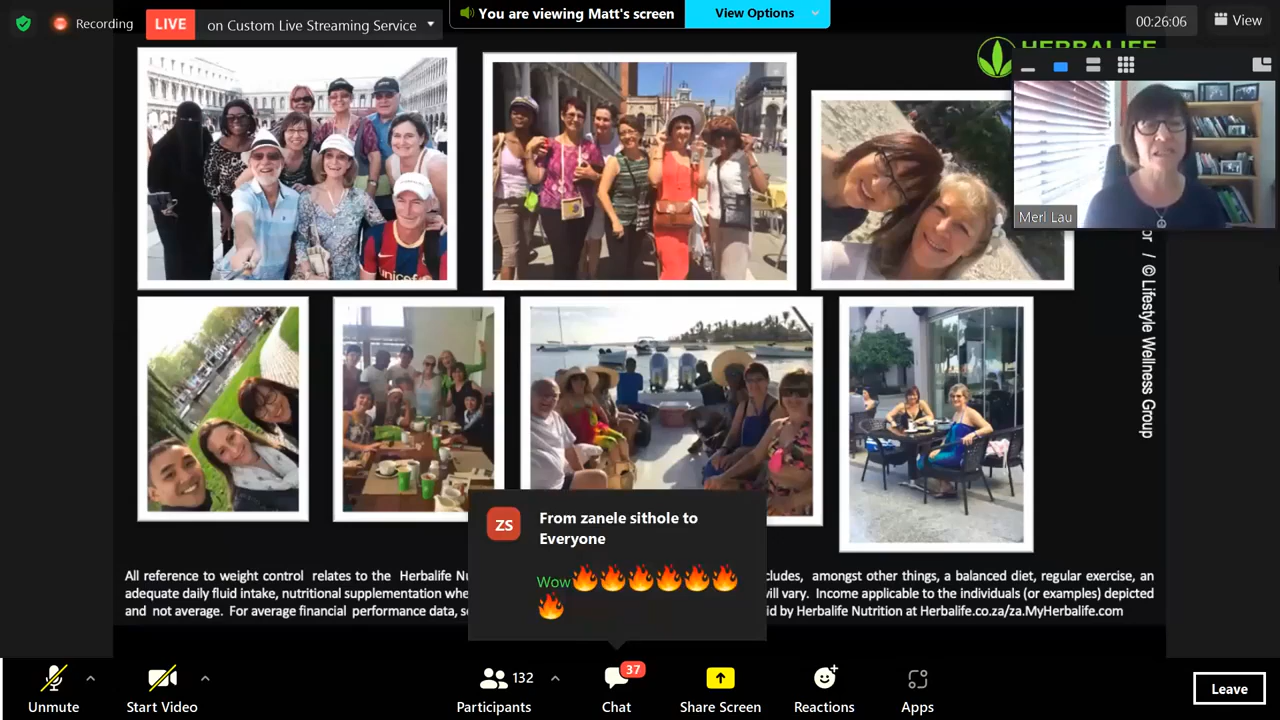 Recording
LIVE
on Custom Live Streaming Service
You are viewing Matt's screen
View Options
00:26:06
View
HERBALIFE
Merl Lau
unicef
/ © Lifestyle Wellness Group
ZS
From zanele sithole to
Everyone
Wow🔥🔥🔥🔥🔥🔥
🔥
All reference to weight control relates to the Herbalife Nu
cludes, amongst other things, a balanced diet, regular exercise, an
adequate daily fluid intake, nutritional supplementation whe
will vary. Income applicable to the individuals (or examples) depicted
and not average. For average financial performance data, s
id by Herbalife Nutrition at Herbalife.co.za/za.MyHerbalife.com
Unmute
Start Video
132
Participants
37
Chat
Share Screen
Reactions
Apps
Leave